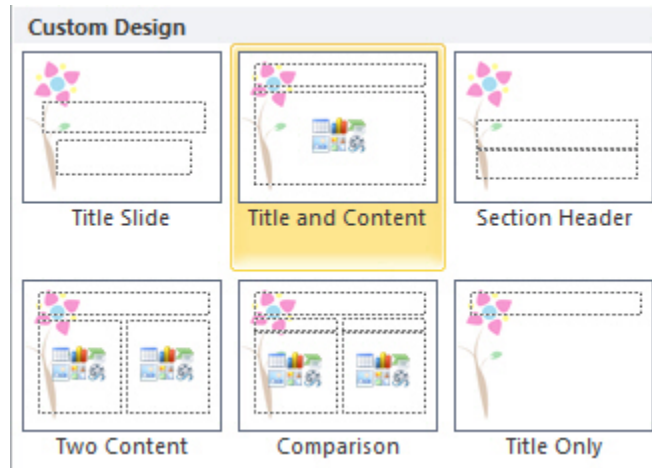 Custom Design
Title Slide
Title and Content
Section Header
Two Content
Comparison
Title Only